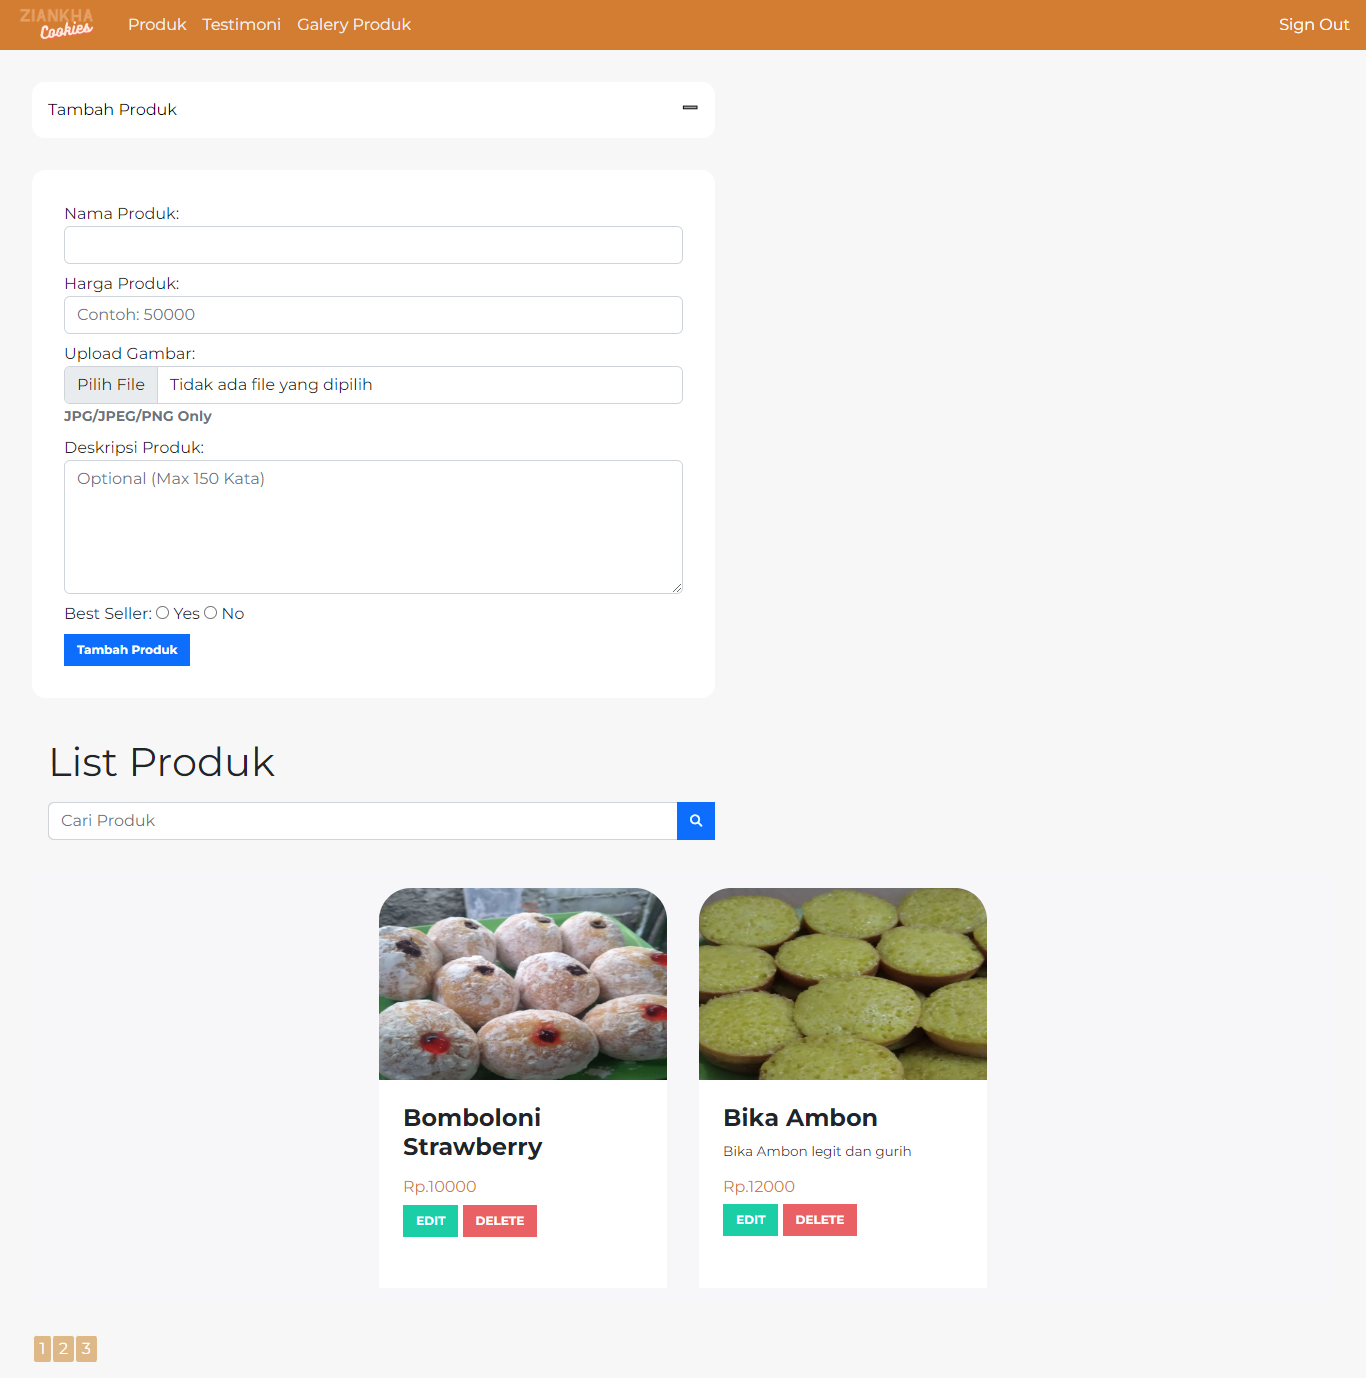 ZIANKHA
Cookies
Produk Testimoni Galery Produk Sign Out
Tambah Produk
Nama Produk:
Harga Produk:
Contoh: 50000
Upload Gambar:
Pilih File Tidak ada file yang dipilih
JPG/JPEG/PNG Only
Deskripsi Produk:
Optional (Max 150 Kata)
Best Seller: Yes No
Tambah Produk
List Produk
Cari Produk
Bomboloni
Strawberry
Rp.10000
EDIT DELETE
Bika Ambon
Bika Ambon legit dan gurih
Rp.12000
EDIT DELETE
1 2 3